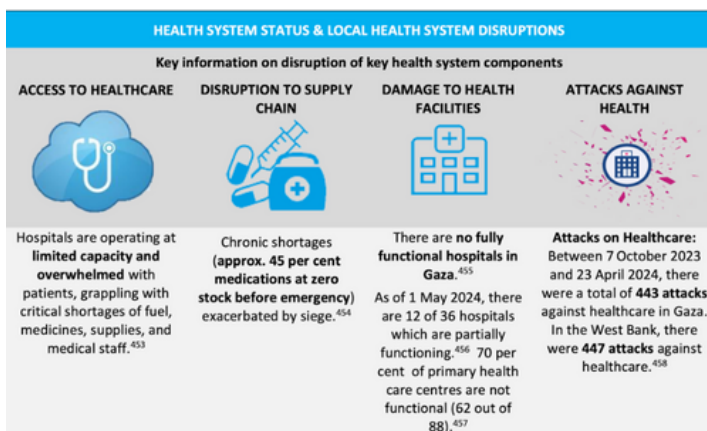 HEALTH SYSTEM STATUS & LOCAL HEALTH SYSTEM DISRUPTIONS
Key information on disruption of key health system components
ACCESS TO HEALTHCARE
Hospitals are operating at
limited capacity and
overwhelmed with
patients, grappling with
critical shortages of fuel,
medicines, supplies, and
medical staff.453
DISRUPTION TO SUPPLY
CHAIN
Chronic shortages
(approx. 45 per cent
medications at zero
stock before emergency)
exacerbated by siege.454
DAMAGE TO HEALTH
FACILITIES
There are no fully
functional hospitals in
Gaza.455
As of 1 May 2024, there
are 12 of 36 hospitals
which are partially
functioning.456 70 per
cent of primary health
care centres are not
functional (62 out of
88).457
ATTACKS AGAINST
HEALTH
Attacks on Healthcare:
Between 7 October 2023
and 23 April 2024, there
were a total of 443 attacks
against healthcare in Gaza.
In the West Bank, there
were 447 attacks against
healthcare.458